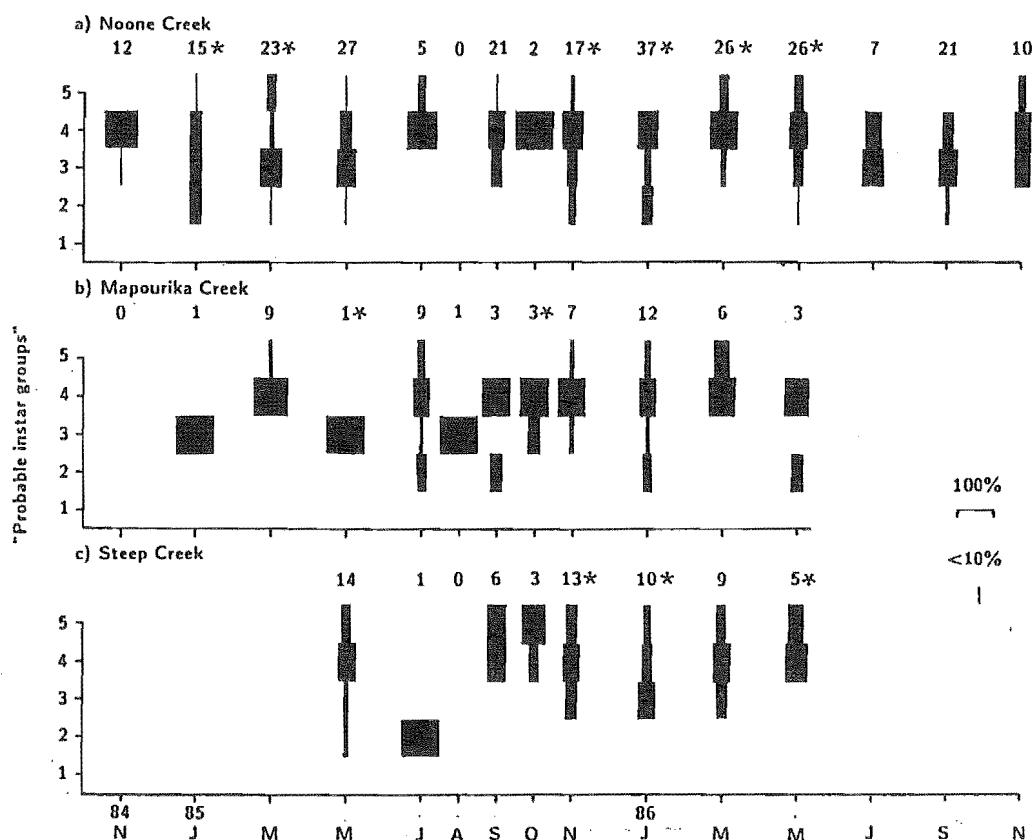 a) Noone Creek
12 15* 23* 27 5 0 21 2 17* 37* 26* 26* 7 21 10
5
4
3
2
1
b) Mapourika Creek
0 1 9 1* 9 1 3 3* 7 12 6 3
5
4
3
2
1
"Probable instar groups"
100%
<10%
c) Steep Creek
14 1 0 6 3 13* 10* 9 5*
5
4
3
2
1
84 85 86
N J M M J A S O N J M M J S N